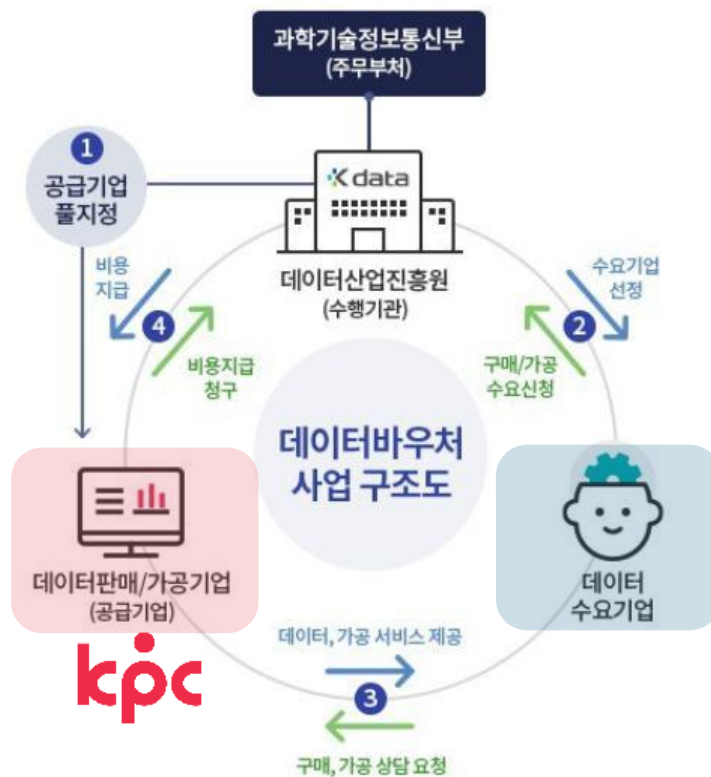 과학기술정보통신부
(주무부처)
1
공급기업
풀지정
K data
데이터산업진흥원
(수행기관)
비용
지급
4
비용지급
청구
수요기업
선정
2
구매/가공
수요신청
데이터바우처
사업 구조도
데이터판매/가공기업
(공급기업)
kpc
데이터
수요기업
데이터, 가공 서비스 제공
3
구매, 가공 상담 요청